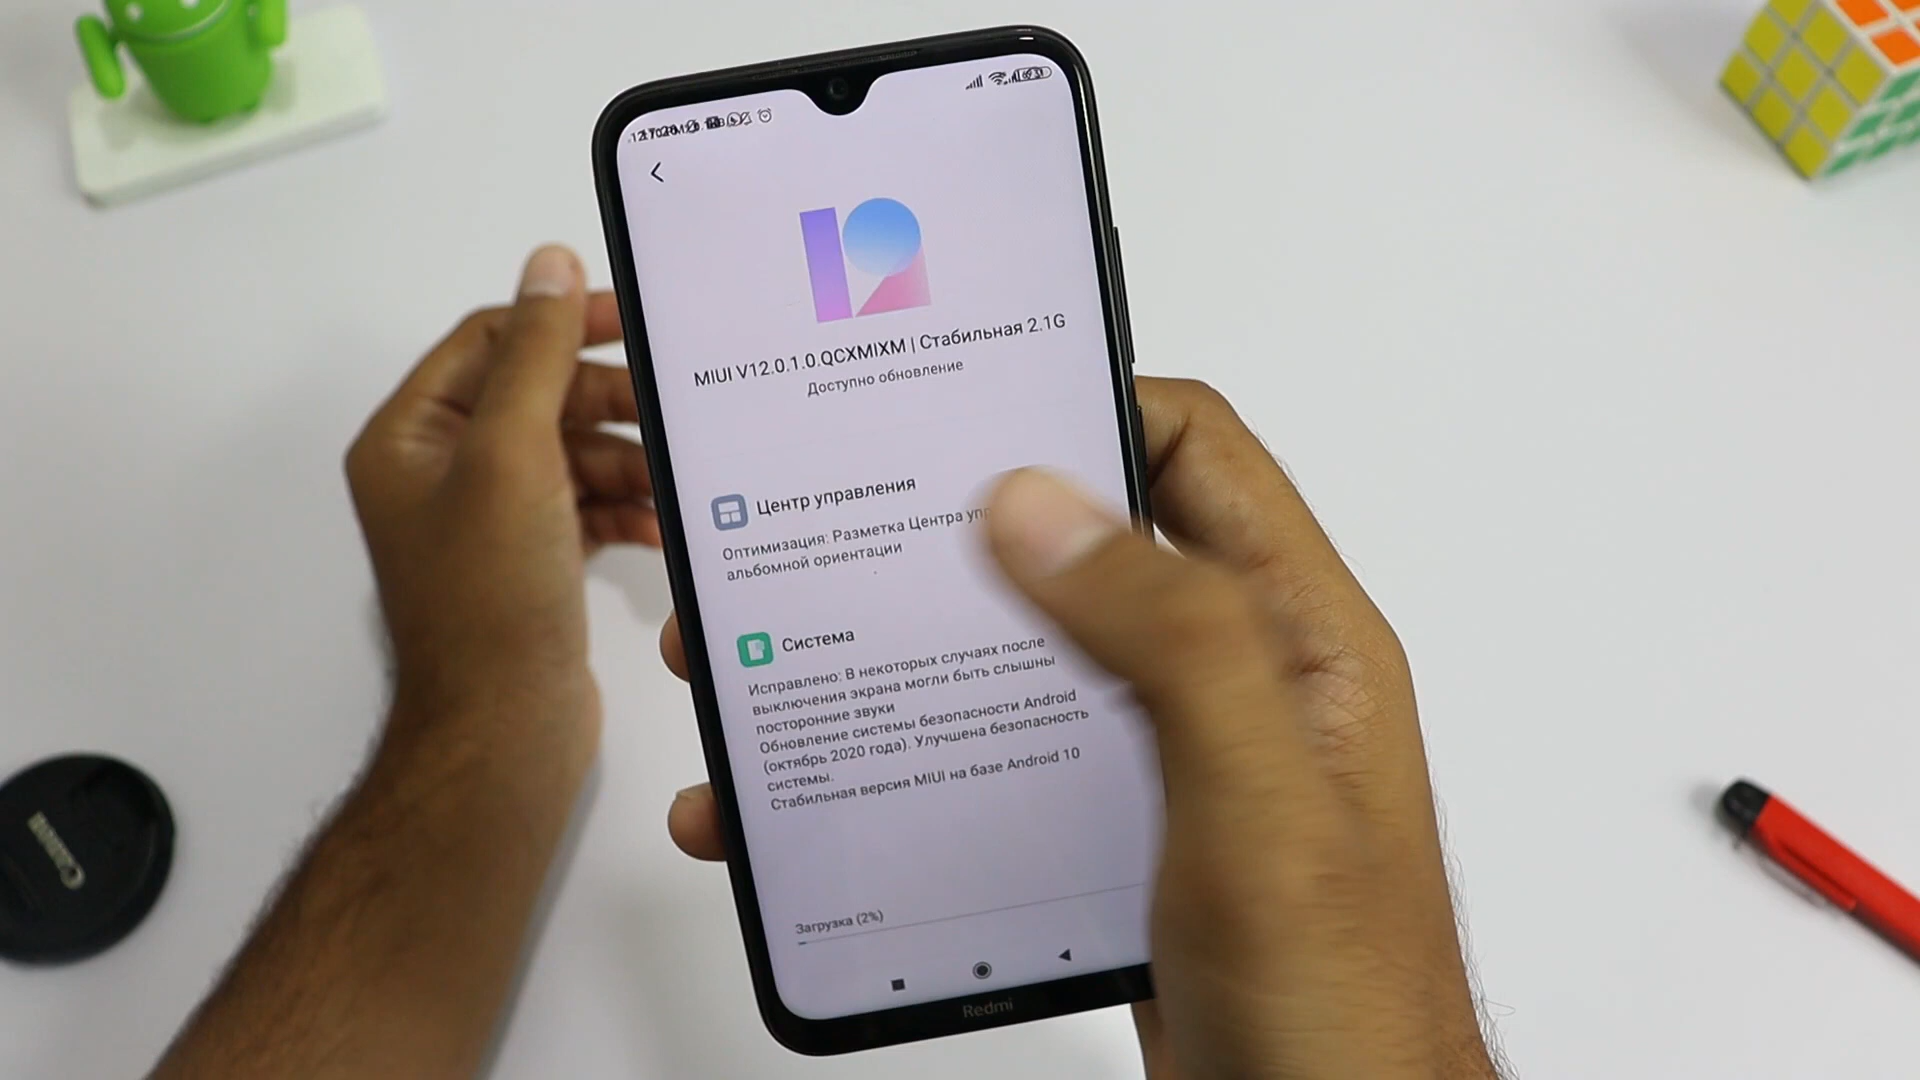 MIUI V12.0.1.0.QCXMIXM | Стабильная 2.1G
Доступно обновление
Центр управления
Оптимизация: Разметка Центра
альбомной ориентации
Система
Исправлено: В некоторых случаях после
выключения экрана могли быть слышны
посторонние звуки
Обновление системы безопасности Android
(октябрь 2020 года). Улучшена безопасность
системы.
Стабильная версия MIUI на базе Android 10
Загрузка (2%)
Redmi
Canon